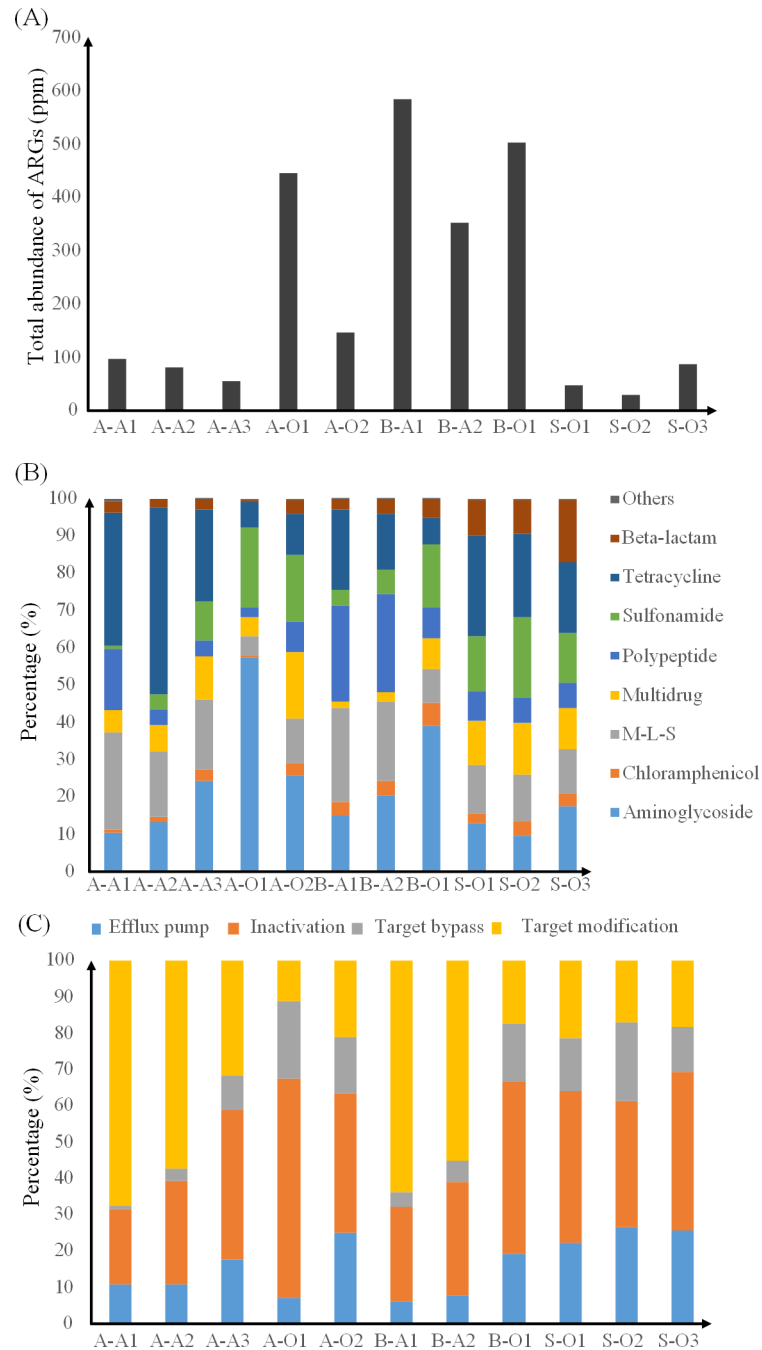 (A)
Total abundance of ARGs (ppm)
700
600
500
400
300
200
100
0
A-A1 A-A2 A-A3 A-O1 A-O2 B-A1 B-A2 B-O1 S-O1 S-O2 S-O3
(B)
Percentage (%)
100
90
80
70
60
50
40
30
20
10
0
A-A1 A-A2 A-A3 A-O1 A-O2 B-A1 B-A2 B-O1 S-O1 S-O2 S-O3
Others
Beta-lactam
Tetracycline
Sulfonamide
Polypeptide
Multidrug
M-L-S
Chloramphenicol
Aminoglycoside
(C)
Efflux pump Inactivation Target bypass Target modification
Percentage (%)
100
90
80
70
60
50
40
30
20
10
0
A-A1 A-A2 A-A3 A-O1 A-O2 B-A1 B-A2 B-O1 S-O1 S-O2 S-O3